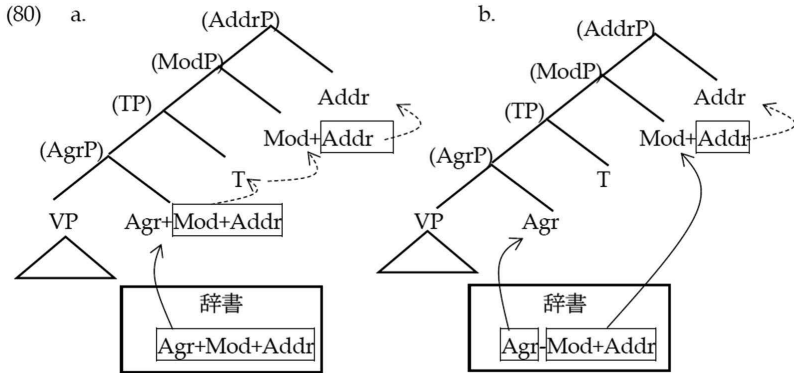 (80) a. b.
(AddrP) (AddrP)
(ModP) (ModP)
Addr Addr
(TP) (TP)
Mod+Addr Mod+Addr
(AgrP) (AgrP)
T T
VP Agr+Mod+Addr VP Agr
辞書 辞書
Agr+Mod+Addr Agr-Mod+Addr